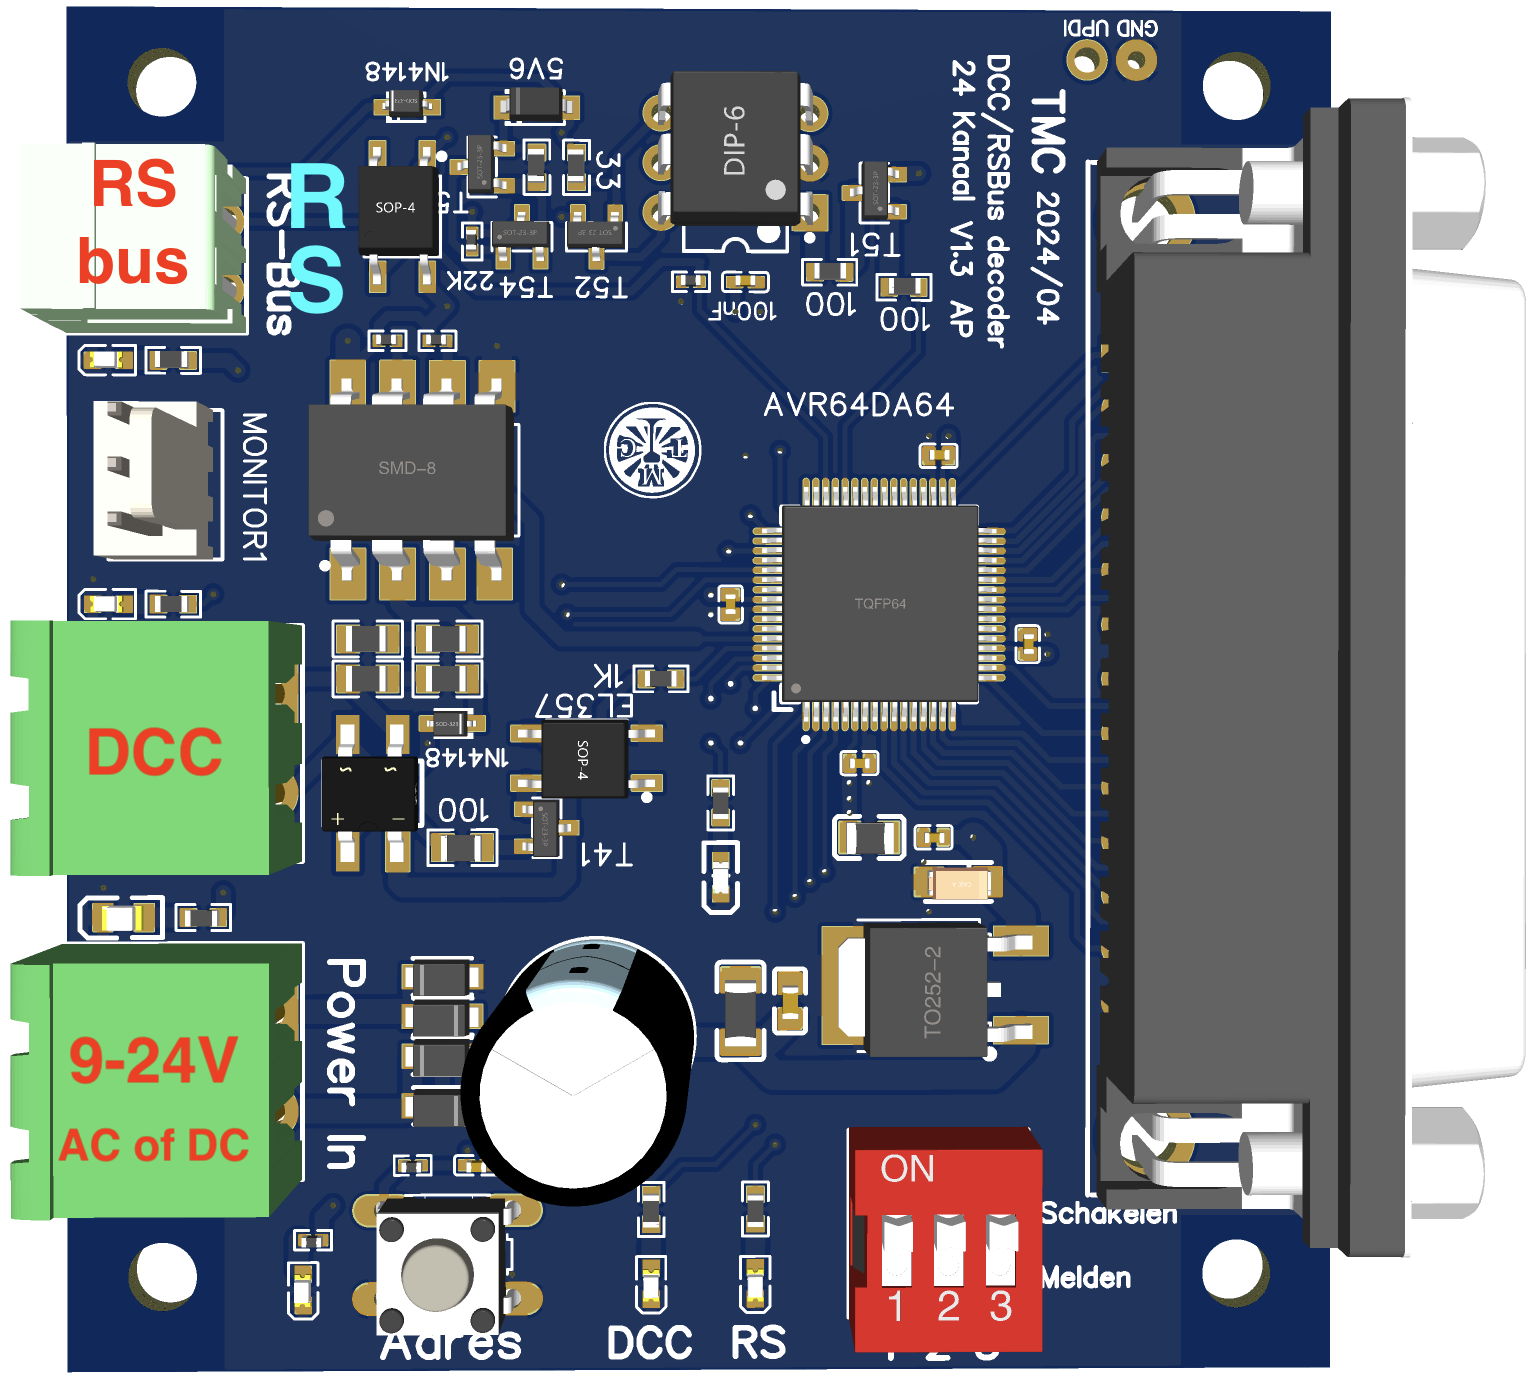 GND UPDI
TMC 2024/04
DCC/RSBus decoder
24 Kanaal V1.3 AP
1N4148
5V6
DIP-6
33
SOP-4
RS
bus
RS-Bus
RS
22K
T54
T52
T51
100nF
100
100
AVR64DA64
TMC
SMD-8
MONITOR1
TQFP64
1K
EL357
SOP-4
DCC
1N4148
100
T41
+ −
TO252-2
9-24V
AC of DC
Power In
ON
1 2 3
Schakelen
Melden
Adres
DCC
RS